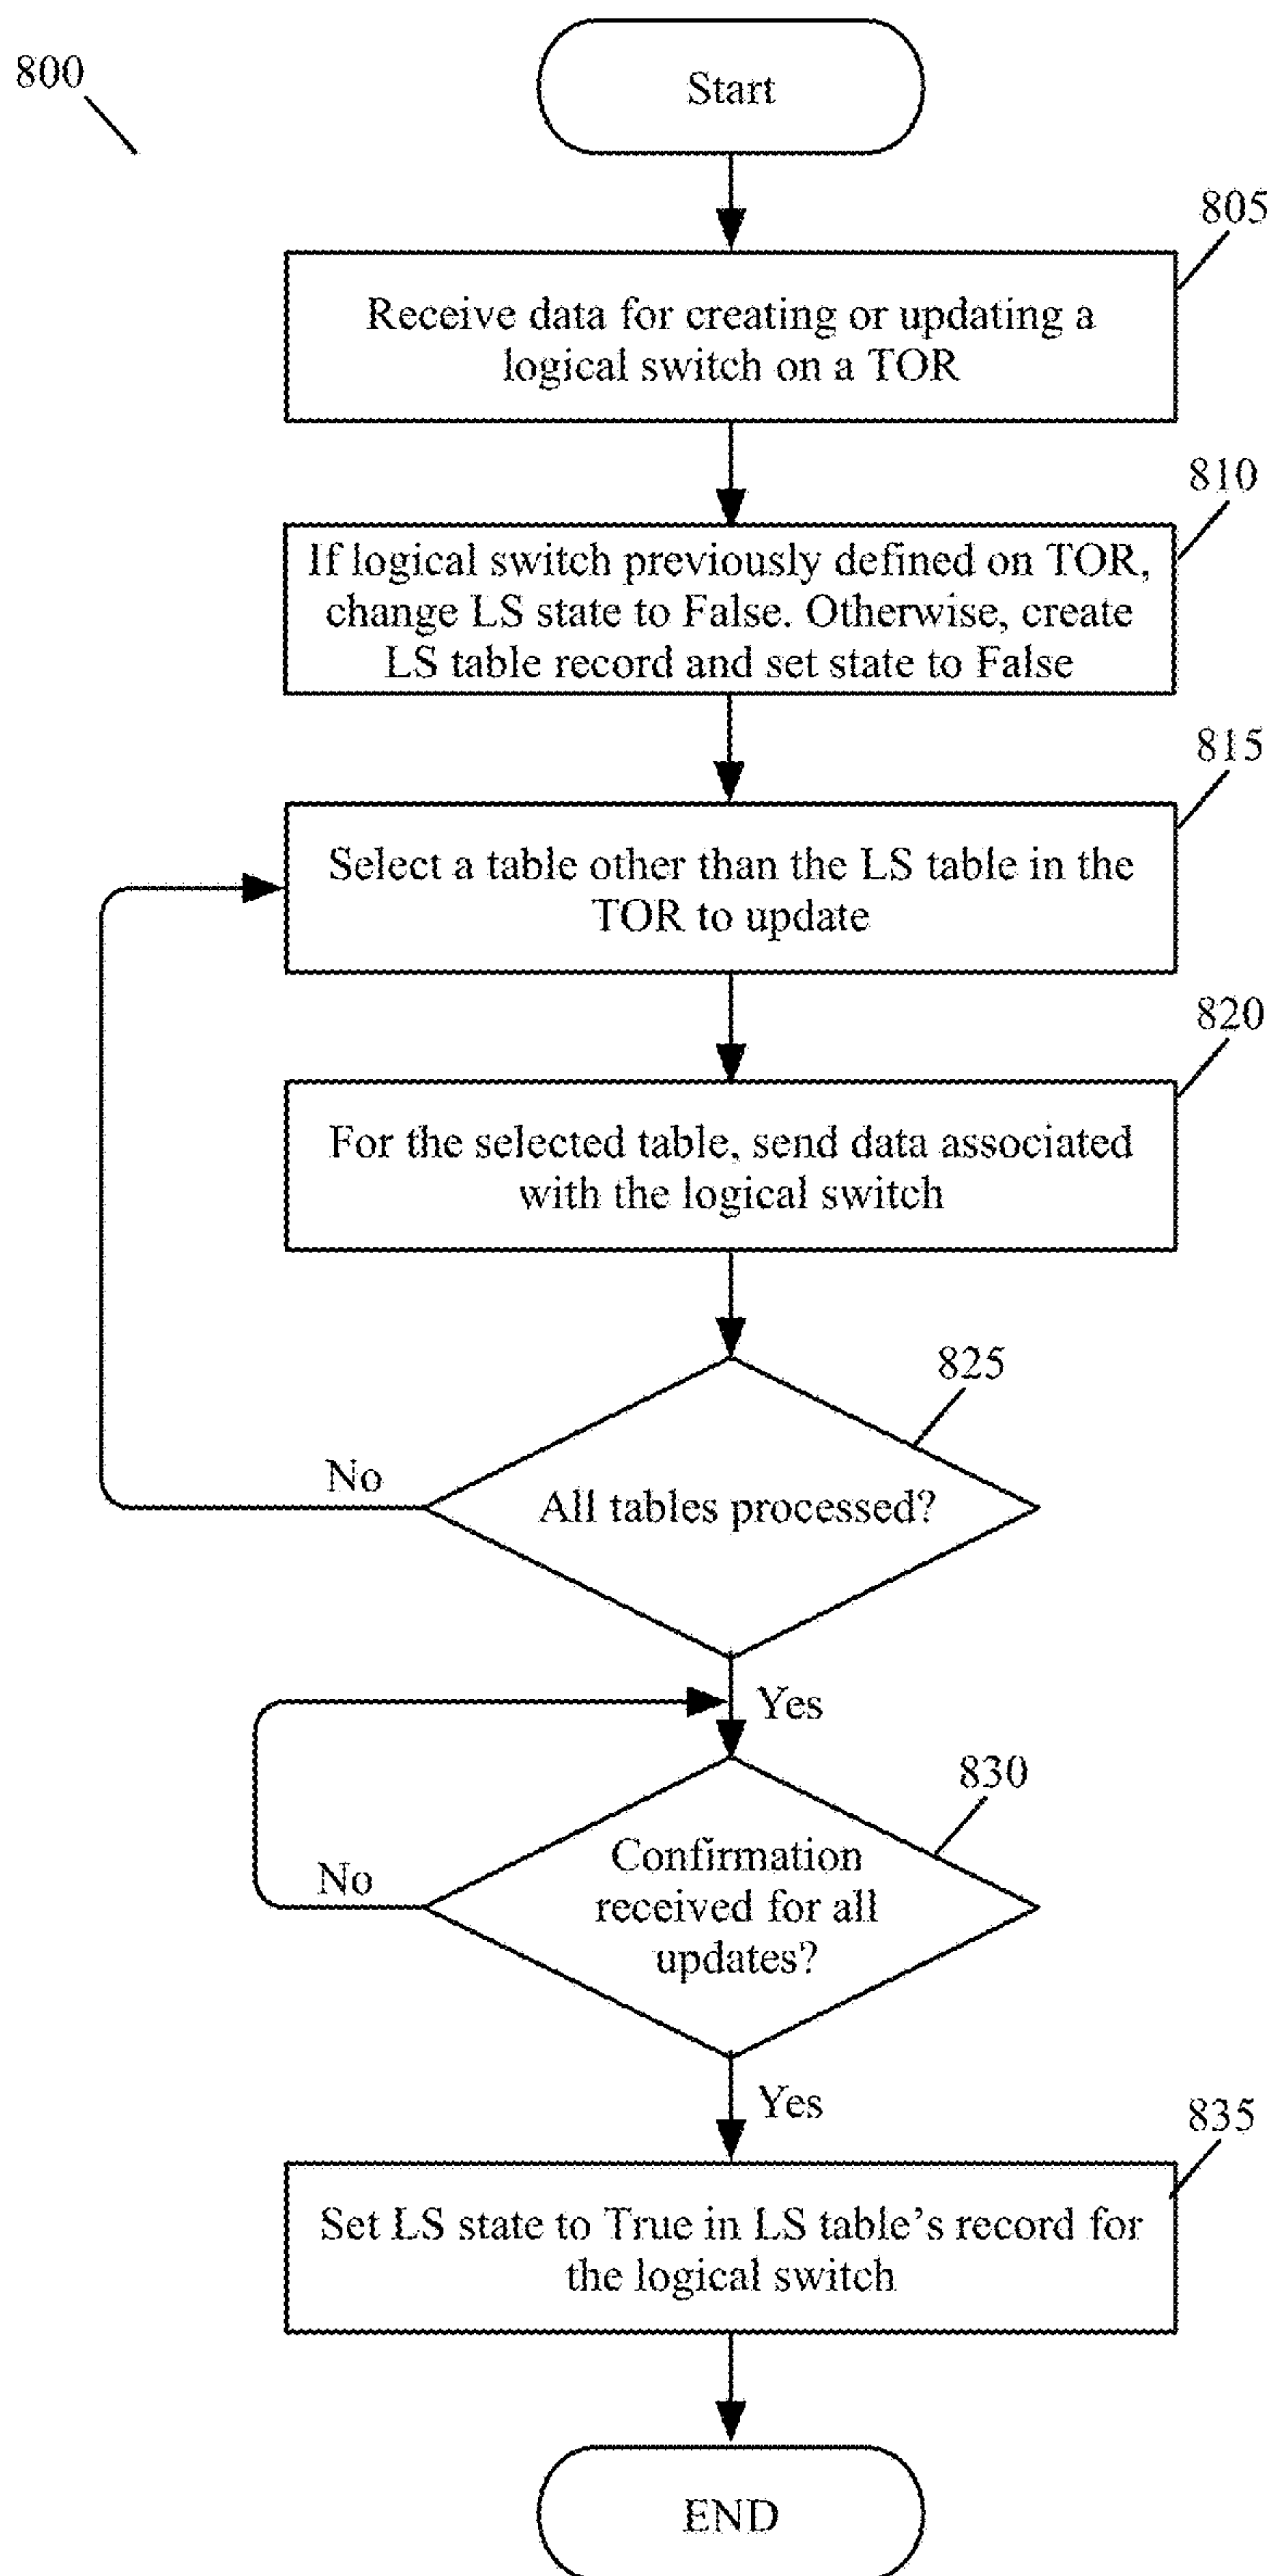 800
Start
805
Receive data for creating or updating a
logical switch on a TOR
810
If logical switch previously defined on TOR,
change LS state to False. Otherwise, create
LS table record and set state to False
815
Select a table other than the LS table in the
TOR to update
820
For the selected table, send data associated
with the logical switch
825
No
All tables processed?
Yes
830
No
Confirmation
received for all
updates?
Yes
835
Set LS state to True in LS table's record for
the logical switch
END